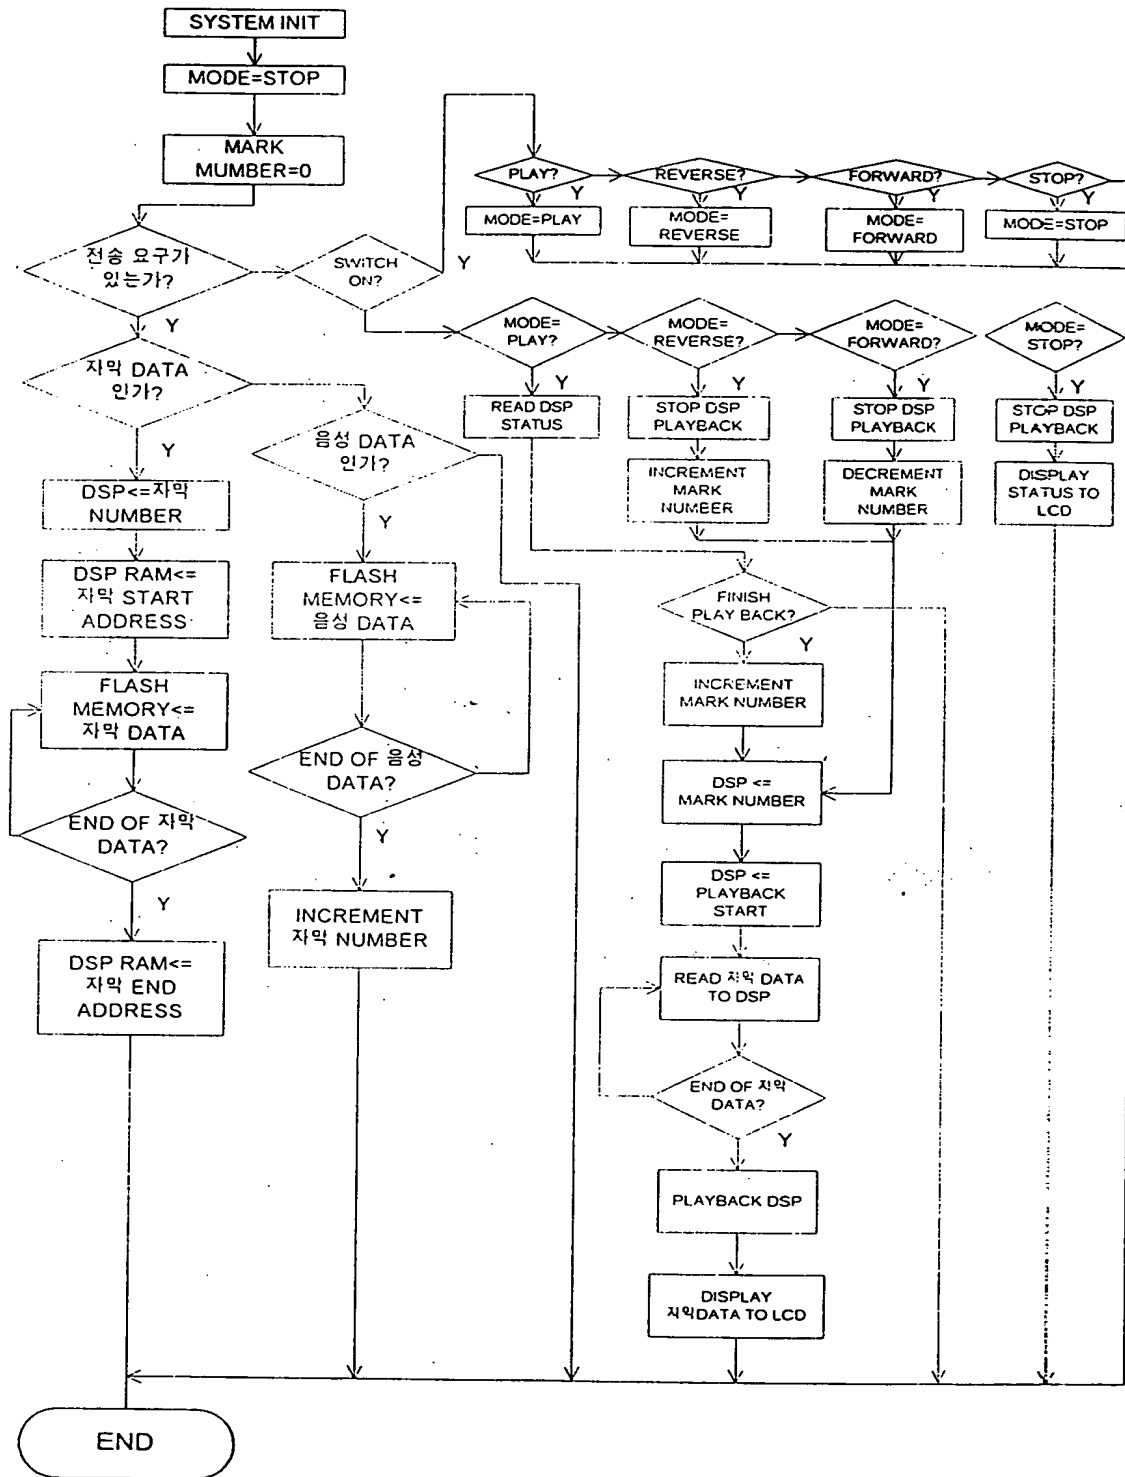 SYSTEM INIT
MODE=STOP
MARK
MUMBER=0
PLAY?
REVERSE?
FORWARD?
STOP?
Y
Y
Y
Y
MODE=PLAY
MODE=
REVERSE
MODE=
FORWARD
MODE=STOP
전송 요구가
있는가?
SWITCH
ON?
Y
Y
MODE=
PLAY?
MODE=
REVERSE?
MODE=
FORWARD?
MODE=
STOP?
Y
Y
Y
Y
자막 DATA
인가?
READ DSP
STATUS
STOP DSP
PLAYBACK
STOP DSP
PLAYBACK
STOP DSP
PLAYBACK
Y
음성 DATA
인가?
INCREMENT
MARK
NUMBER
DECREMENT
MARK
NUMBER
DISPLAY
STATUS TO
LCD
DSP<=자막
NUMBER
Y
DSP RAM<=
자막 START
ADDRESS
FLASH
MEMORY<=
음성 DATA
FINISH
PLAY BACK?
Y
FLASH
MEMORY<=
자막 DATA
INCREMENT
MARK NUMBER
END OF 음성
DATA?
DSP <=
MARK NUMBER
END OF 자막
DATA?
Y
Y
DSP <=
PLAYBACK
START
INCREMENT
자막 NUMBER
DSP RAM<=
자막 END
ADDRESS
READ 자막 DATA
TO DSP
END OF 자막
DATA?
Y
PLAYBACK DSP
DISPLAY
자막DATA TO LCD
END